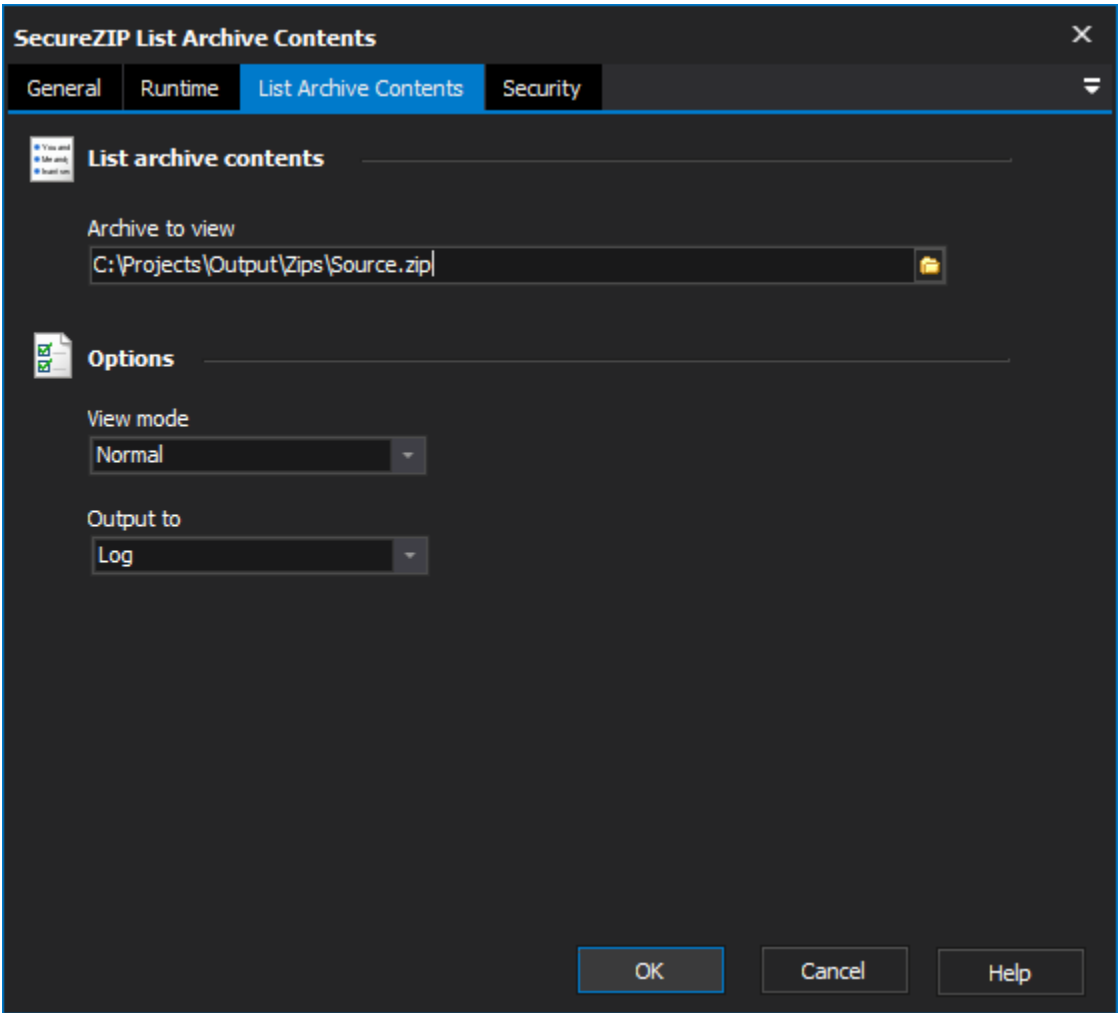 SecureZIP List Archive Contents
General Runtime List Archive Contents Security
List archive contents
Archive to view
C:\Projects\Output\Zips\Source.zip
Options
View mode
Normal
Output to
Log
OK Cancel Help